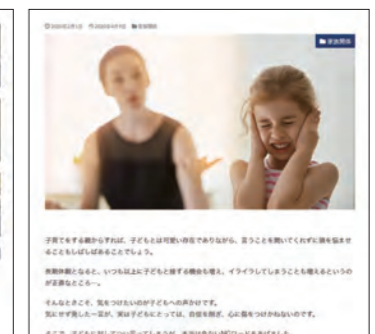 家族関係
子育てをする親からすれば、子どもとは可愛い存在でありながら、言うことを聞いてくれずに頭を悩ませ
ることもしばしばあることでしょう。
長期休暇となると、いつも以上に子どもと接する機会も増え、イライラしてしまうことも増えるというの
が正直なところ…。
そんなときこそ、気をつけたいのが子どもへの声がけです。
気にせず発した一言が、実は子どもにとっては、自信を削ぎ、心に傷をつけかねないのです。